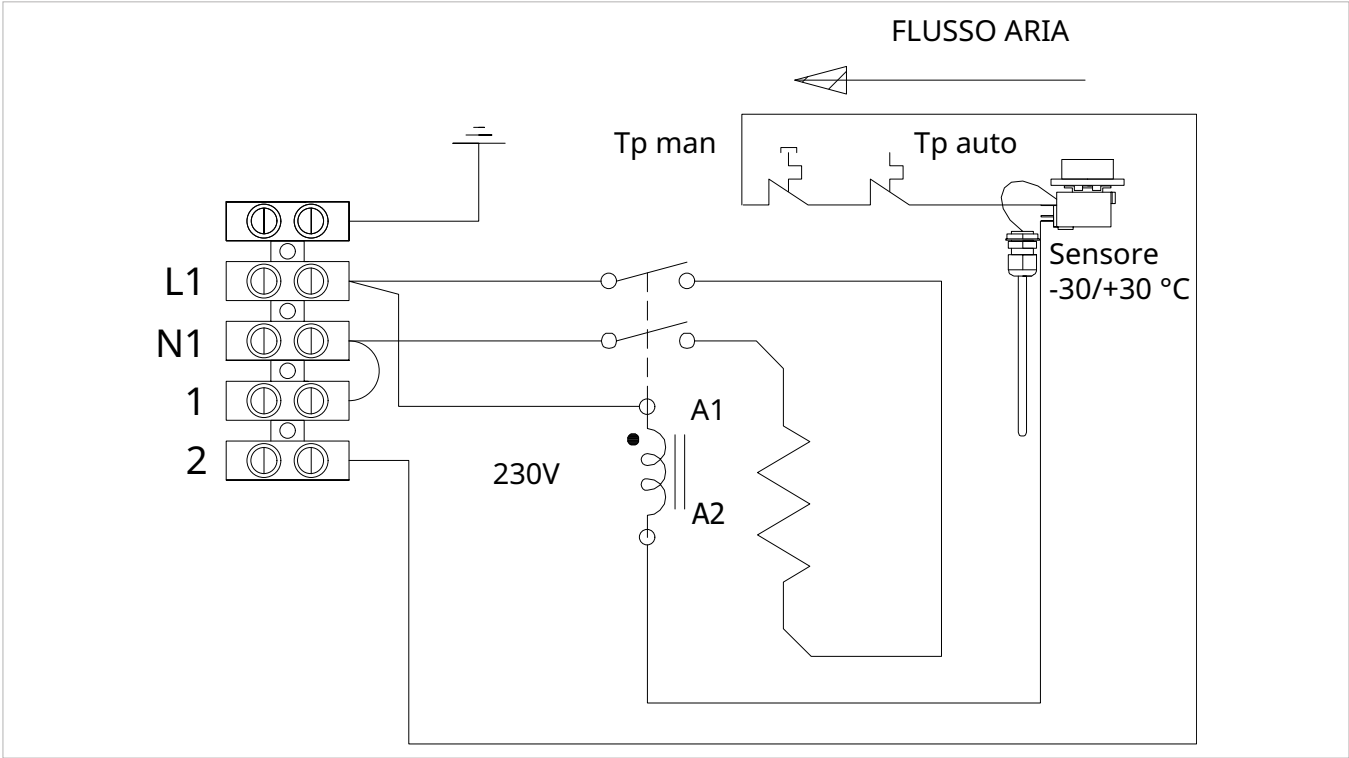 FLUSSO ARIA
Tp man
Tp auto
Sensore
-30/+30 °C
L1
N1
1
2
A1
230V
A2